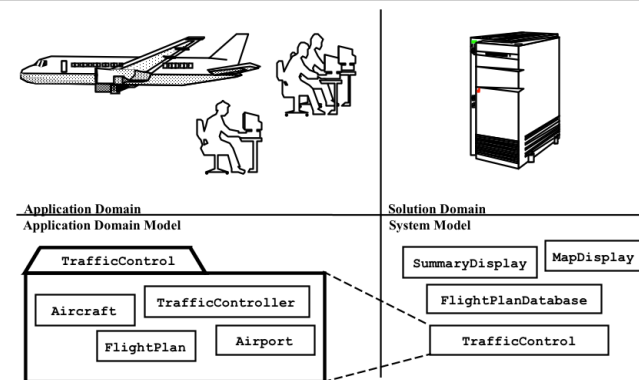 Application Domain
Solution Domain
Application Domain Model
System Model
TrafficControl
Aircraft
TrafficController
FlightPlan
Airport
SummaryDisplay
MapDisplay
FlightPlanDatabase
TrafficControl